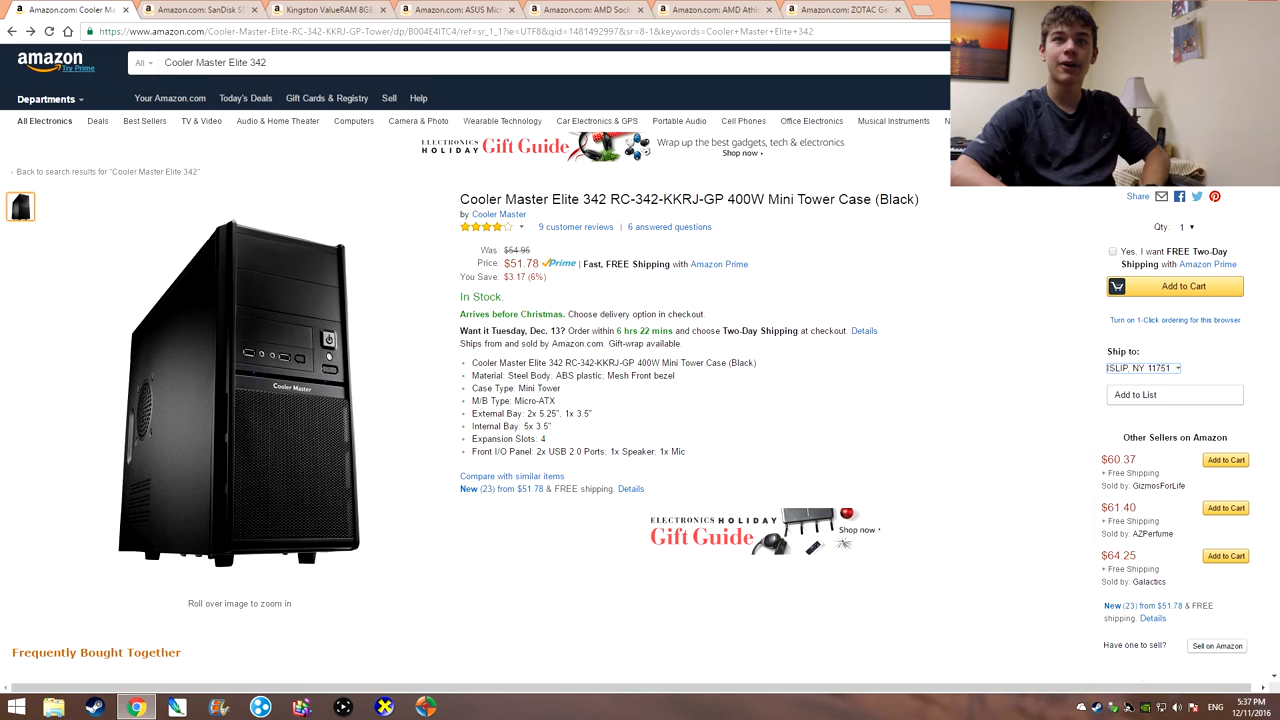 Amazon.com: Cooler Ma
Amazon.com: SanDisk SS
Kingston ValueRAM 8GB
Amazon.com: ASUS Micr
Amazon.com: AMD Sock
Amazon.com: AMD Athl
Amazon.com: ZOTAC Ge
https://www.amazon.com/Cooler-Master-Elite-RC-342-KKRJ-GP-Tower/dp/B004E4ITC4/ref=sr_1_1?ie=UTF8&qid=1481492997&sr=8-1&keywords=Cooler+Master+Elite+342
amazon
Try Prime
All
Cooler Master Elite 342
Departments
Your Amazon.com
Today's Deals
Gift Cards & Registry
Sell
Help
All Electronics
Deals
Best Sellers
TV & Video
Audio & Home Theater
Computers
Camera & Photo
Wearable Technology
Car Electronics & GPS
Portable Audio
Cell Phones
Office Electronics
Musical Instruments
N
ELECTRONICS HOLIDAY Gift Guide
Wrap up the best gadgets, tech & electronics
Shop now ›
‹ Back to search results for "Cooler Master Elite 342"
Cooler Master Elite 342 RC-342-KKRJ-GP 400W Mini Tower Case (Black)
by Cooler Master
9 customer reviews | 6 answered questions
Was: $54.95
Price: $51.78 Prime | Fast, FREE Shipping with Amazon Prime
You Save: $3.17 (6%)
In Stock.
Arrives before Christmas. Choose delivery option in checkout.
Want it Tuesday, Dec. 13? Order within 6 hrs 22 mins and choose Two-Day Shipping at checkout. Details
Ships from and sold by Amazon.com. Gift-wrap available.
• Cooler Master Elite 342 RC-342-KKRJ-GP 400W Mini Tower Case (Black)
• Material: Steel Body: ABS plastic; Mesh Front bezel
• Case Type: Mini Tower
• M/B Type: Micro-ATX
• External Bay: 2x 5.25", 1x 3.5"
• Internal Bay: 5x 3.5"
• Expansion Slots: 4
• Front I/O Panel: 2x USB 2.0 Ports; 1x Speaker; 1x Mic
Compare with similar items
New (23) from $51.78 & FREE shipping. Details
ELECTRONICS HOLIDAY
Gift Guide
Shop now ›
Cooler Master
Roll over image to zoom in
Frequently Bought Together
Share
Qty: 1
Yes, I want FREE Two-Day
Shipping with Amazon Prime
Add to Cart
Turn on 1-Click ordering for this browser
Ship to:
ISLIP, NY 11751
Add to List
Other Sellers on Amazon
$60.37
Add to Cart
+ Free Shipping
Sold by: GizmosForLife
$61.40
Add to Cart
+ Free Shipping
Sold by: AZPerfume
$64.25
Add to Cart
+ Free Shipping
Sold by: Galactics
New (23) from $51.78 & FREE
shipping. Details
Have one to sell?
Sell on Amazon
ENG
5:37 PM
12/11/2016